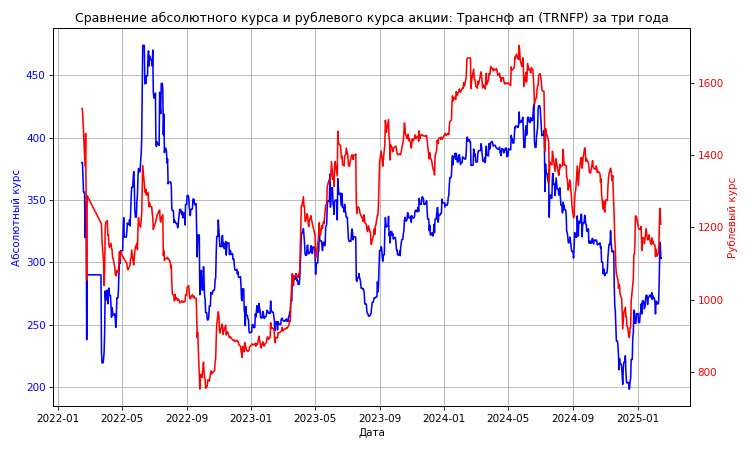 Сравнение абсолютного курса и рублевого курса акции: Транснф ап (TRNFP) за три года
Абсолютный курс
450
400
350
300
250
200
1600
1400
1200
1000
800
Рублевый курс
2022-01 2022-05 2022-09 2023-01 2023-05 2023-09 2024-01 2024-05 2024-09 2025-01
Дата